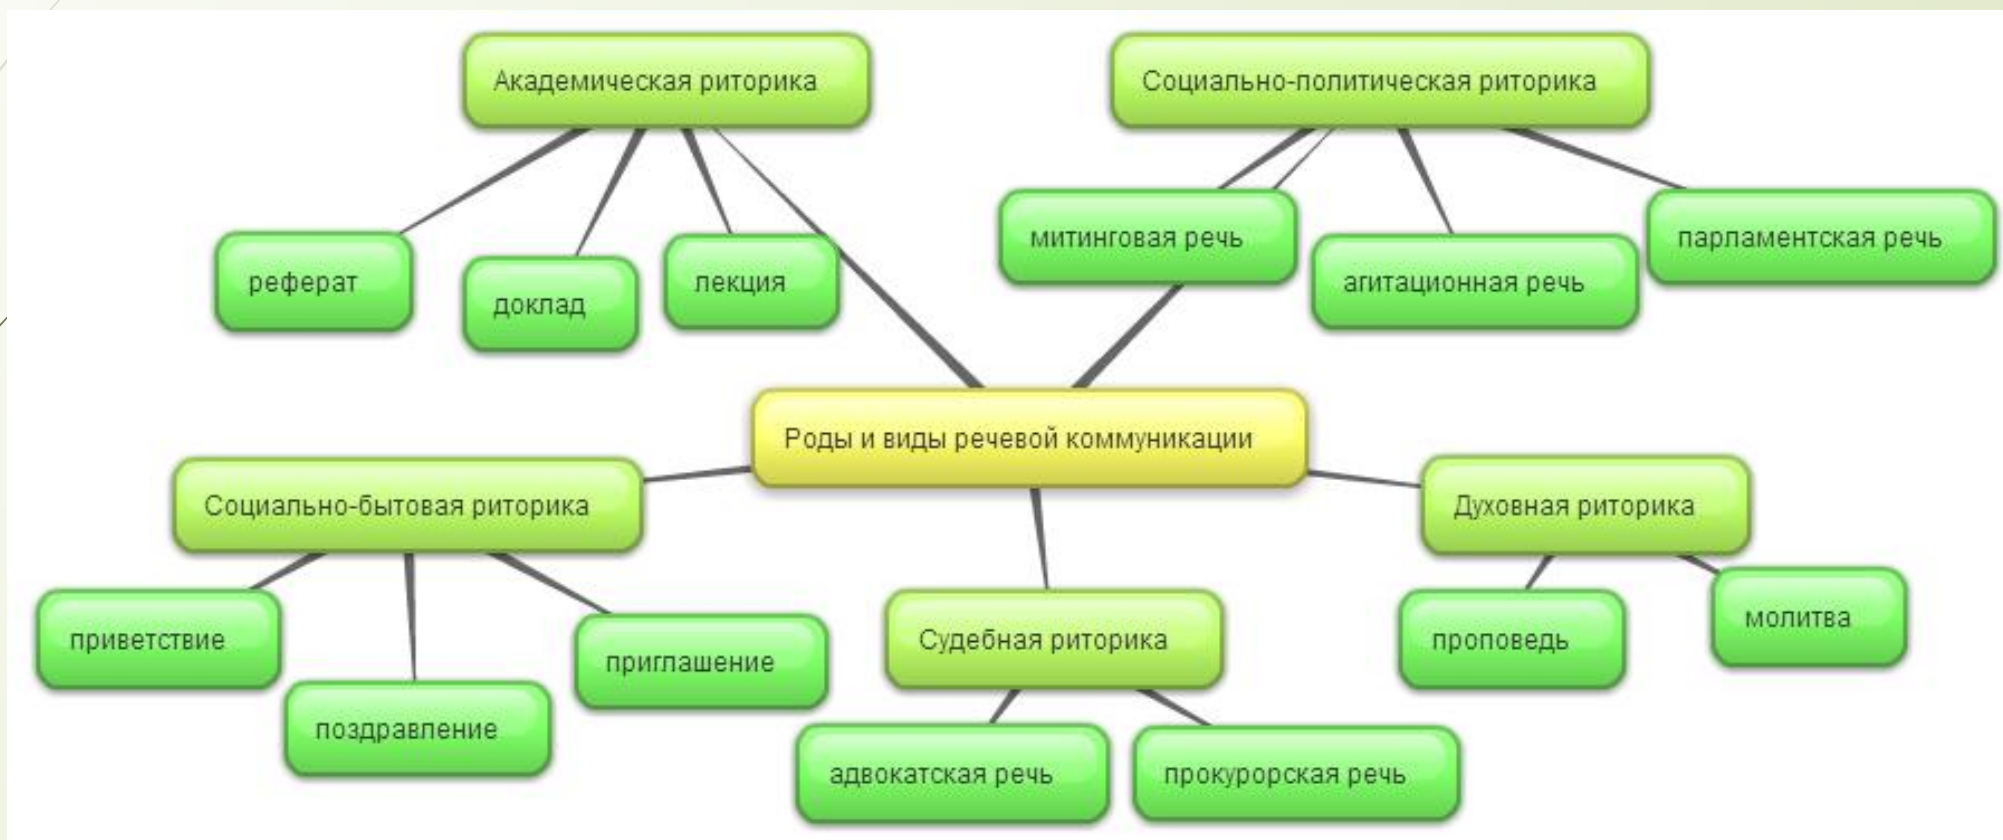 Академическая риторика
Социально-политическая риторика
реферат
доклад
лекция
митинговая речь
агитационная речь
парламентская речь
Роды и виды речевой коммуникации
Социально-бытовая риторика
Духовная риторика
приветствие
поздравление
приглашение
Судебная риторика
адвокатская речь
прокурорская речь
проповедь
молитва